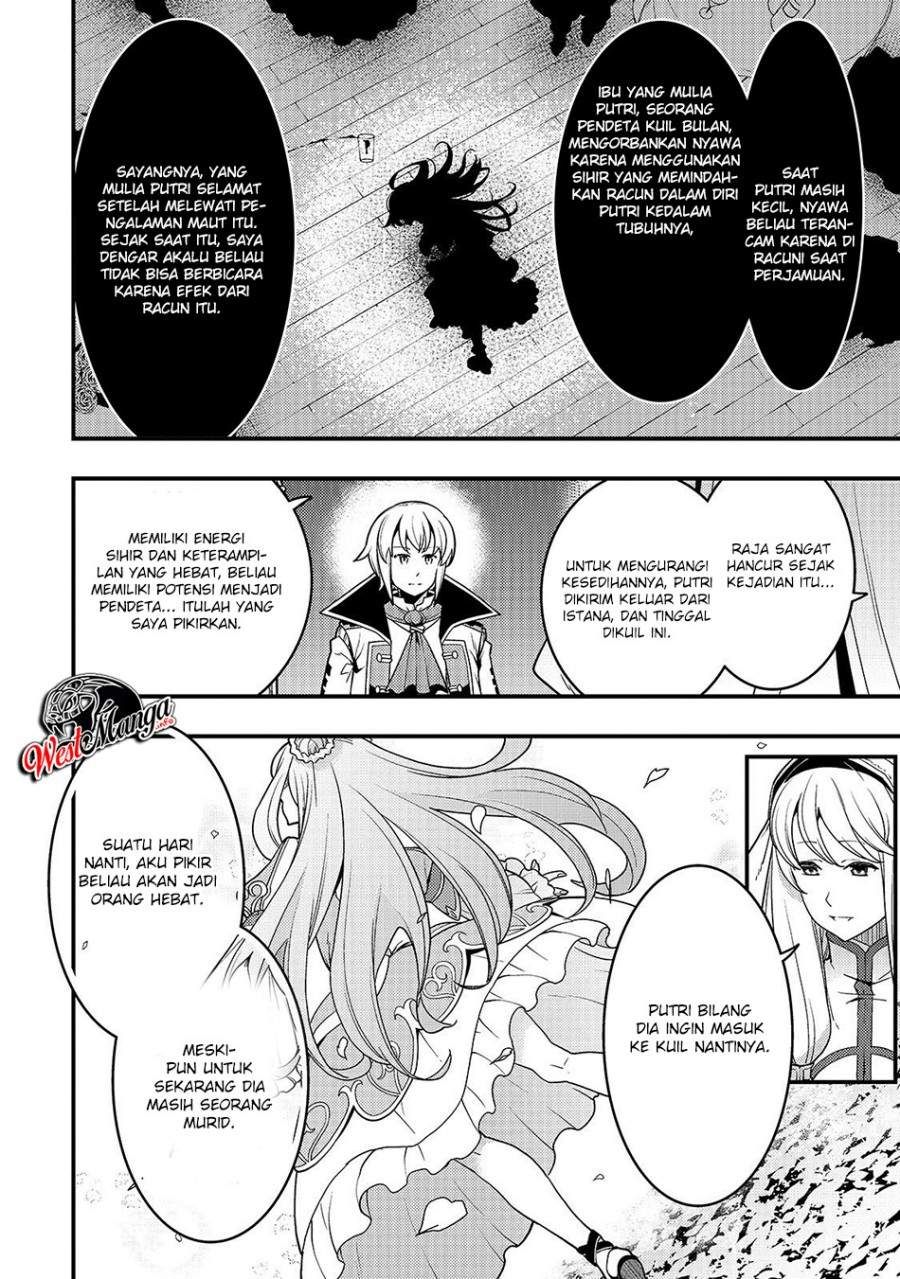 SAAT
PUTRI MASIH
KECIL, NYAWA
BELIAU TERAN-
CAM KARENA DI
RACUNI SAAT
PERJAMUAN.
IBU YANG MULIA
PUTRI, SEORANG
PENDETA KUIL BULAN,
MENGORBANKAN NYAWA
KARENA MENGGUNAKAN
SIHIR YANG MEMINDAH-
KAN RACUN DALAM DIRI
PUTRI KEDALAM
TUBUHNYA,
SAYANGNYA, YANG
MULIA PUTRI SELAMAT
SETELAH MELEWATI PE-
NGALAMAN MAUT ITU.
SEJAK SAAT ITU, SAYA
DENGAR AKALU BELIAU
TIDAK BISA BERBICARA
KARENA EFEK DARI
RACUN ITU.
RAJA SANGAT
HANCUR SEJAK
KEJADIAN ITU...
UNTUK MENGURANGI
KESEDIHANNYA, PUTRI
DIKIRIM KELUAR DARI
ISTANA, DAN TINGGAL
DIKUIL INI.
MEMILIKI ENERGI
SIHIR DAN KETERAMPI-
LAN YANG HEBAT, BELIAU
MEMILIKI POTENSI MENJADI
PENDETA... ITULAH YANG
SAYA PIKIRKAN.
WestManga
.info
PUTRI BILANG
DIA INGIN MASUK
KE KUIL NANTINYA.
SUATU HARI
NANTI, AKU PIKIR
BELIAU AKAN JADI
ORANG HEBAT.
MESKI-
PUN UNTUK
SEKARANG DIA
MASIH SEORANG
MURID.